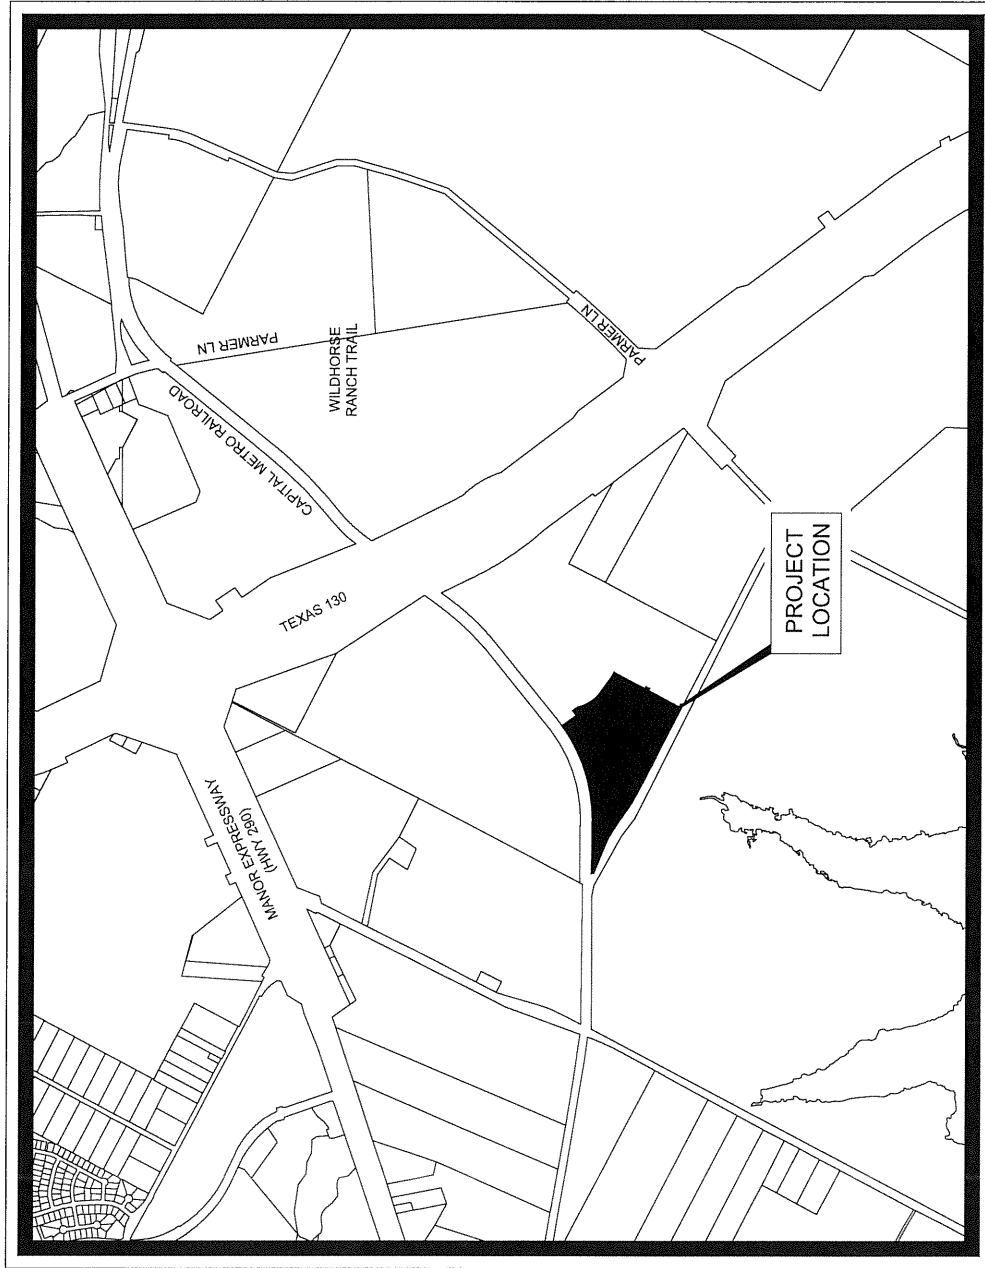 PARMER LN
WILDHORSE
RANCH TRAIL
CAPITAL METRO RAILROAD
PARMER LN
TEXAS 130
MANOR EXPRESSWAY
(HWY 290)
PROJECT
LOCATION